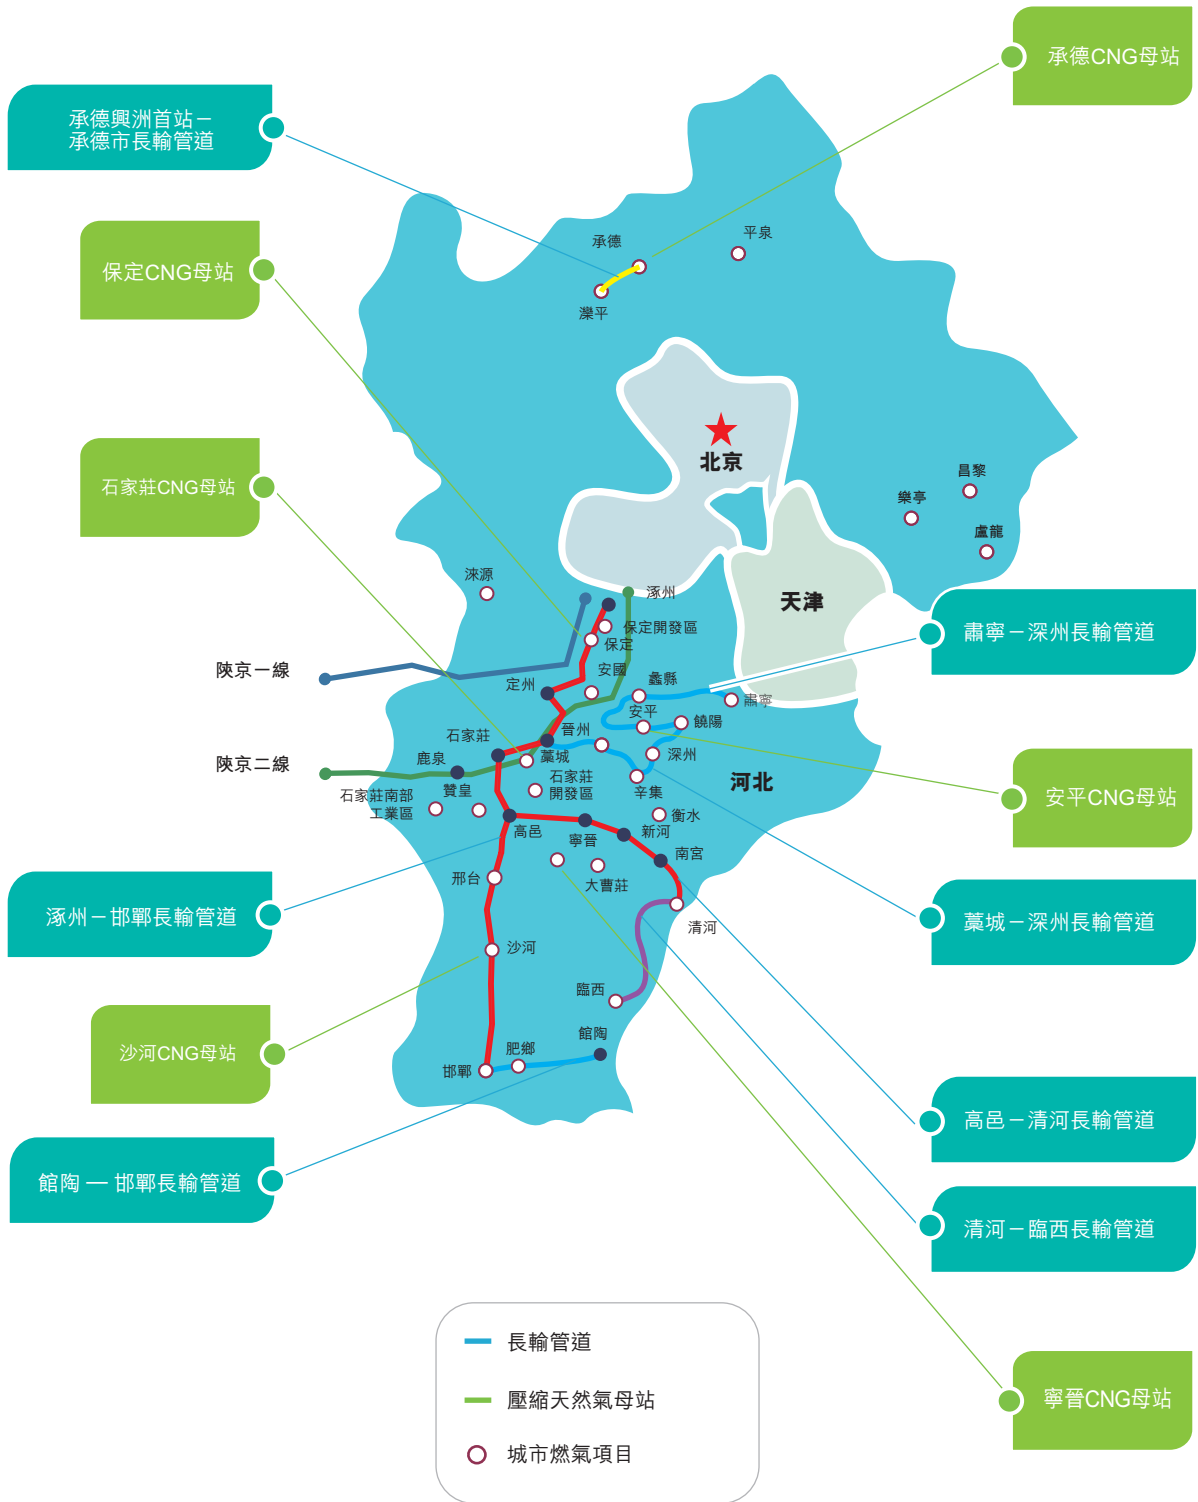 承德CNG母站
承德興洲首站－
承德市長輸管道
平泉
承德
保定CNG母站
灤平
北京
昌黎
石家莊CNG母站
樂亭
盧龍
淶源
涿州
天津
保定開發區
肅寧－深州長輸管道
保定
陝京一線
安國
蠡縣
定州
肅寧
安平
饒陽
晉州
石家莊
鹿泉
藁城
深州
陝京二線
石家莊
開發區
河北
贊皇
石家莊南部
工業區
辛集
安平CNG母站
衡水
高邑
新河
寧晉
南宮
邢台
大曹莊
涿州－邯鄲長輸管道
藁城－深州長輸管道
清河
沙河
臨西
館陶
沙河CNG母站
肥鄉
邯鄲
高邑－清河長輸管道
館陶 — 邯鄲長輸管道
清河－臨西長輸管道
長輸管道
壓縮天然氣母站
寧晉CNG母站
城市燃氣項目